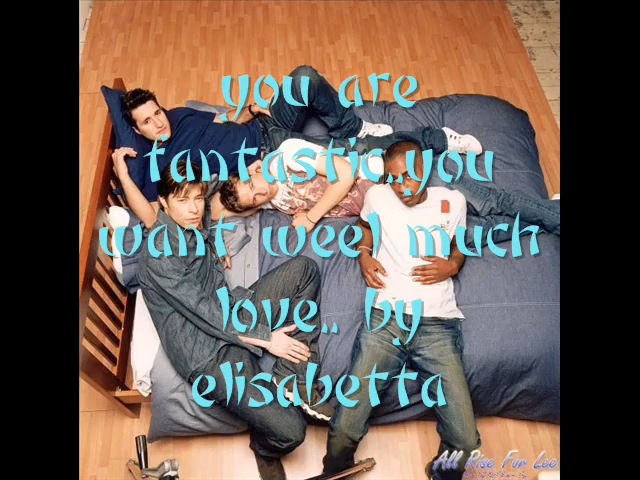 you are
fantastic..you
want weel much
love.. by
elisabetta
All Rise For Lee